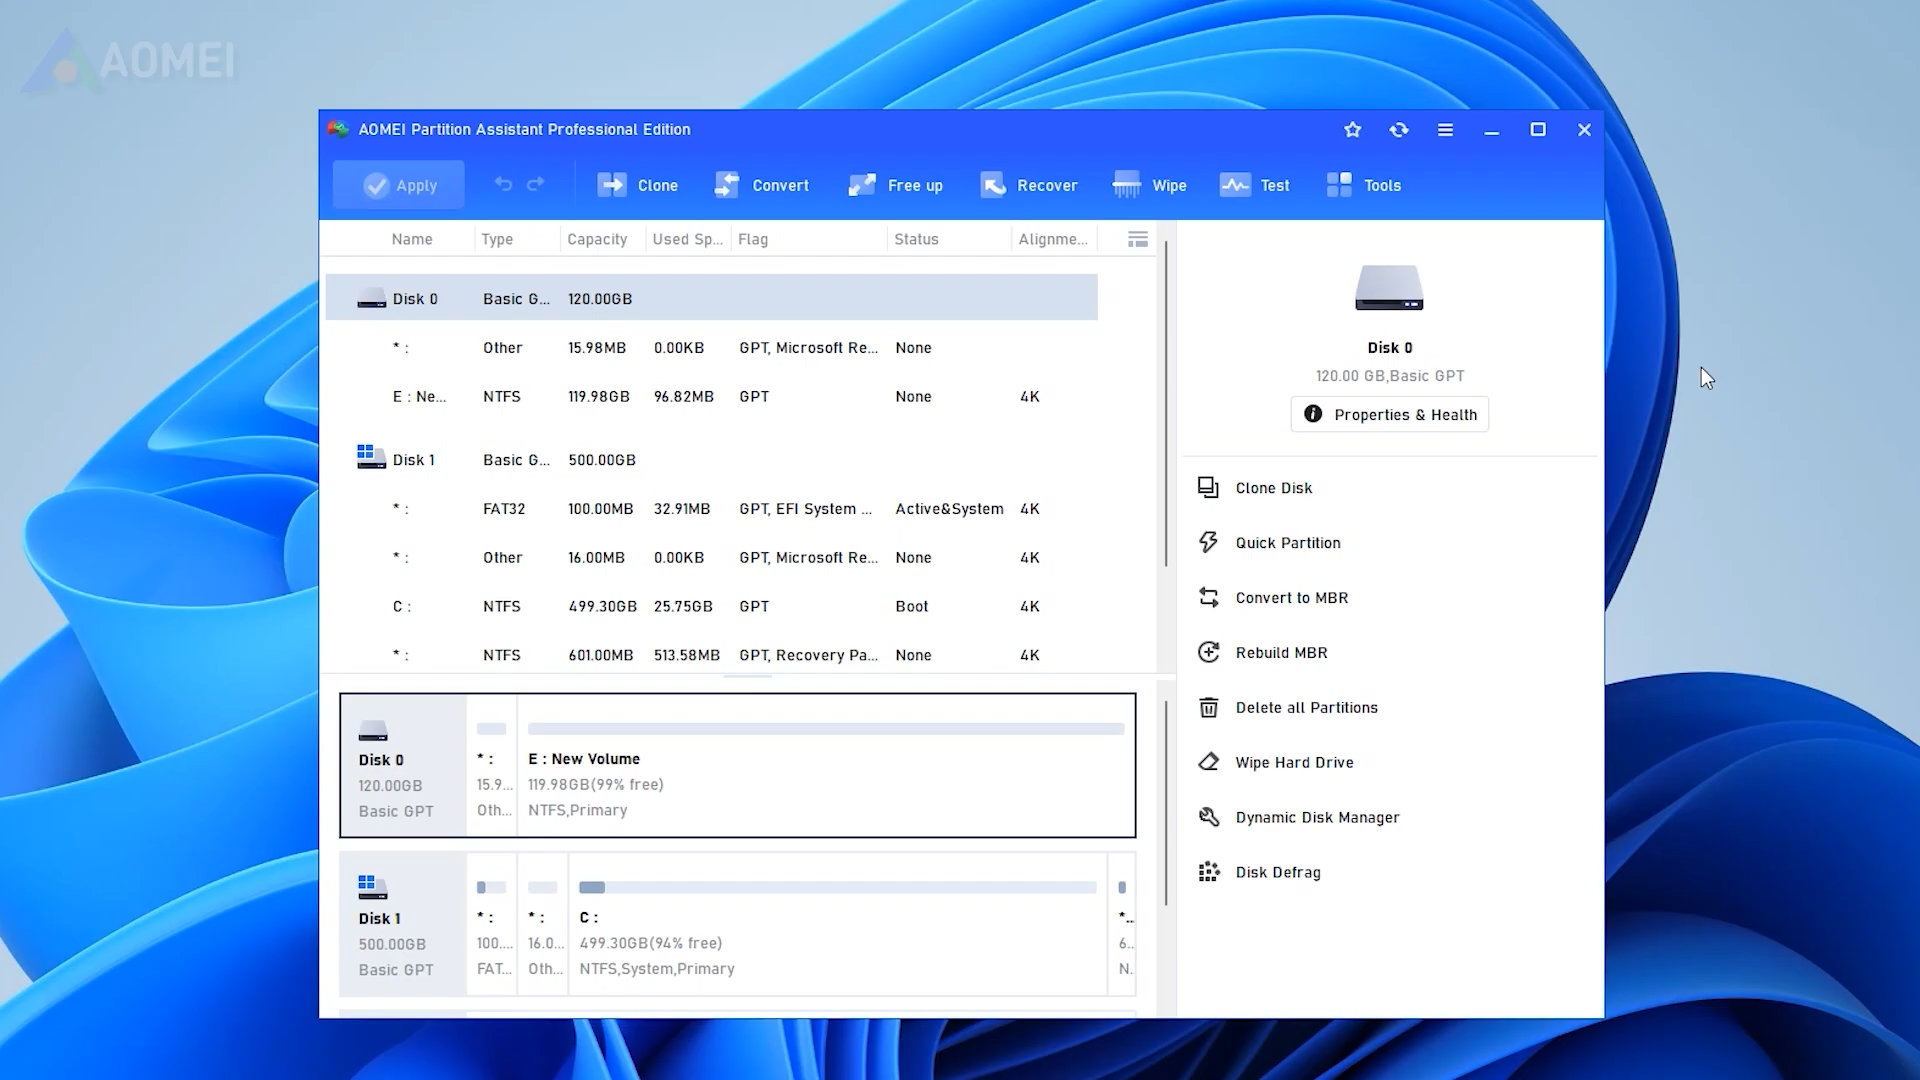 AOMEI
AOMEI Partition Assistant Professional Edition
Apply Clone Convert Free up Recover Wipe Test Tools
Name Type Capacity Used Sp... Flag Status Alignme...
Disk 0 Basic G... 120.00GB
* : Other 15.98MB 0.00KB GPT, Microsoft Re... None
E : Ne... NTFS 119.98GB 96.82MB GPT None 4K
Disk 1 Basic G... 500.00GB
* : FAT32 100.00MB 32.91MB GPT, EFI System ... Active&System 4K
* : Other 16.00MB 0.00KB GPT, Microsoft Re... None 4K
C : NTFS 499.30GB 25.75GB GPT Boot 4K
* : NTFS 601.00MB 513.58MB GPT, Recovery Pa... None 4K
Disk 0
120.00GB
Basic GPT
* :
15.9...
Oth...
E : New Volume
119.98GB(99% free)
NTFS,Primary
Disk 1
500.00GB
Basic GPT
* :
100....
FAT...
* :
16.0...
Oth...
C :
499.30GB(94% free)
NTFS,System,Primary
*...
6...
N...
Disk 0
120.00 GB,Basic GPT
Properties & Health
Clone Disk
Quick Partition
Convert to MBR
Rebuild MBR
Delete all Partitions
Wipe Hard Drive
Dynamic Disk Manager
Disk Defrag